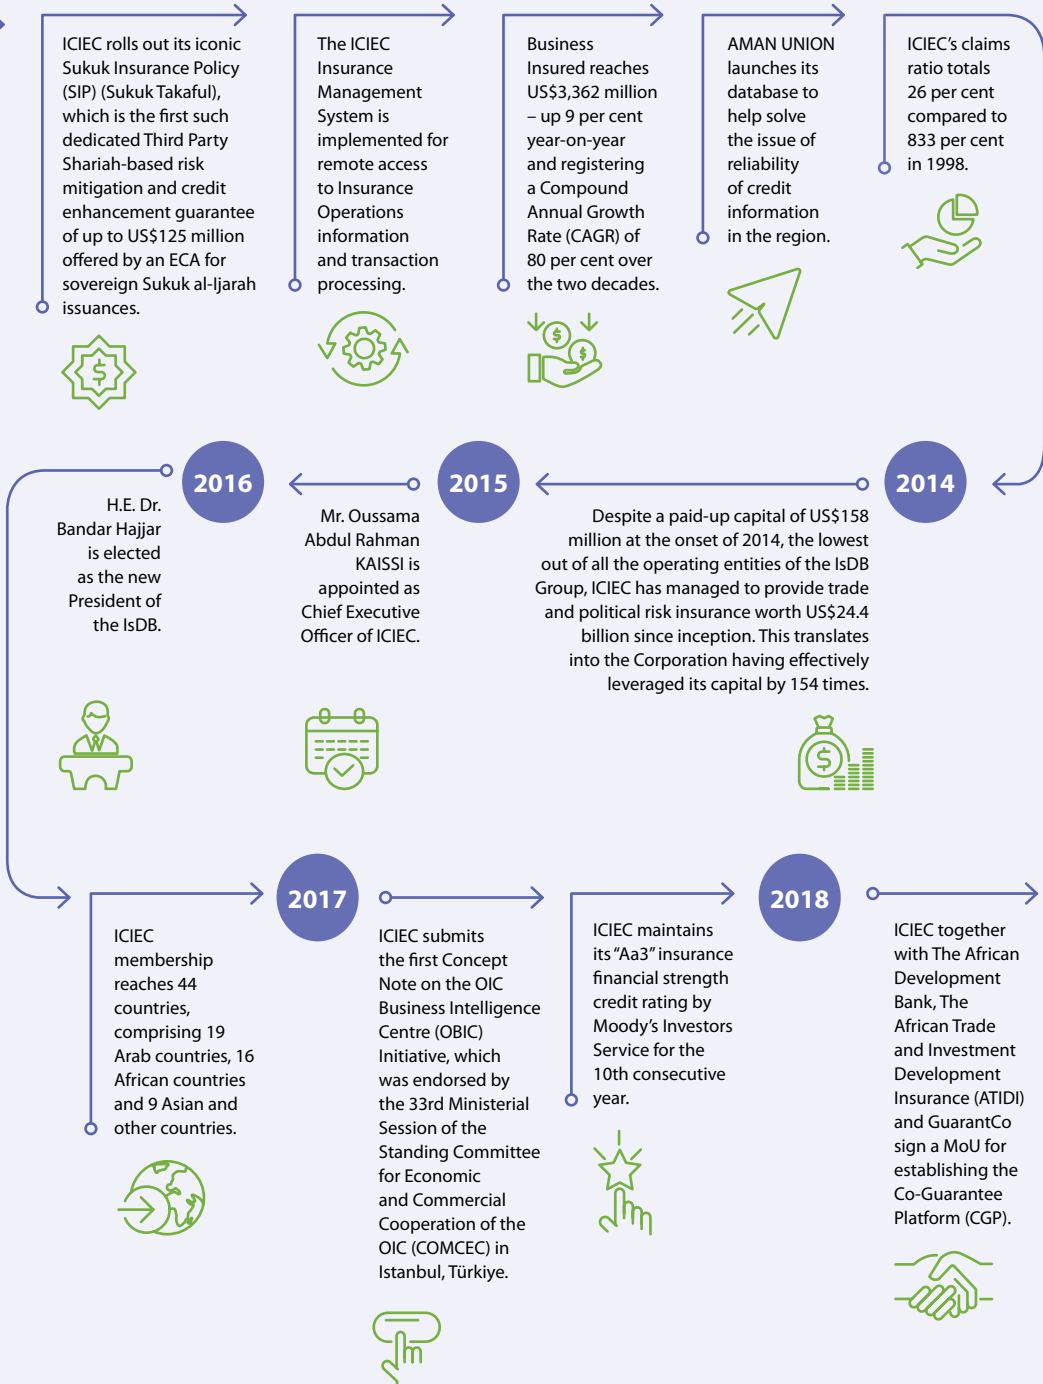 ICIEC rolls out its iconic
Sukuk Insurance Policy
(SIP) (Sukuk Takaful),
which is the first such
dedicated Third Party
Shariah-based risk
mitigation and credit
enhancement guarantee
of up to US$125 million
offered by an ECA for
sovereign Sukuk al-Ijarah
issuances.
The ICIEC
Insurance
Management
System is
implemented for
remote access
to Insurance
Operations
information
and transaction
processing.
Business
Insured reaches
US$3,362 million
– up 9 per cent
year-on-year
and registering
a Compound
Annual Growth
Rate (CAGR) of
80 per cent over
the two decades.
AMAN UNION
launches its
database to
help solve
the issue of
reliability
of credit
information
in the region.
ICIEC’s claims
ratio totals
26 per cent
compared to
833 per cent
in 1998.
2014
Despite a paid-up capital of US$158
million at the onset of 2014, the lowest
out of all the operating entities of the IsDB
Group, ICIEC has managed to provide trade
and political risk insurance worth US$24.4
billion since inception. This translates
into the Corporation having effectively
leveraged its capital by 154 times.
2015
Mr. Oussama
Abdul Rahman
KAISSI is
appointed as
Chief Executive
Officer of ICIEC.
2016
H.E. Dr.
Bandar Hajjar
is elected
as the new
President of
the IsDB.
ICIEC
membership
reaches 44
countries,
comprising 19
Arab countries, 16
African countries
and 9 Asian and
other countries.
2017
ICIEC submits
the first Concept
Note on the OIC
Business Intelligence
Centre (OBIC)
Initiative, which
was endorsed by
the 33rd Ministerial
Session of the
Standing Committee
for Economic
and Commercial
Cooperation of the
OIC (COMCEC) in
Istanbul, Türkiye.
ICIEC maintains
its “Aa3” insurance
financial strength
credit rating by
Moody’s Investors
Service for the
10th consecutive
year.
2018
ICIEC together
with The African
Development
Bank, The
African Trade
and Investment
Development
Insurance (ATIDI)
and GuarantCo
sign a MoU for
establishing the
Co-Guarantee
Platform (CGP).